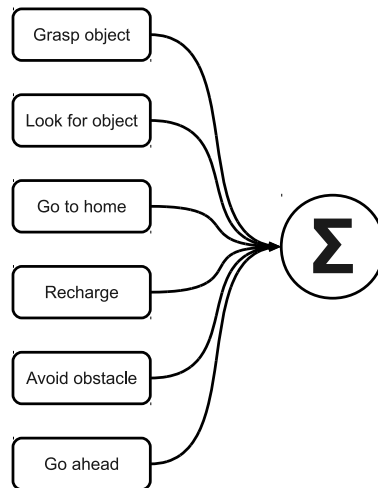 Grasp object
Look for object
Go to home
Recharge
Avoid obstacle
Go ahead
Σ